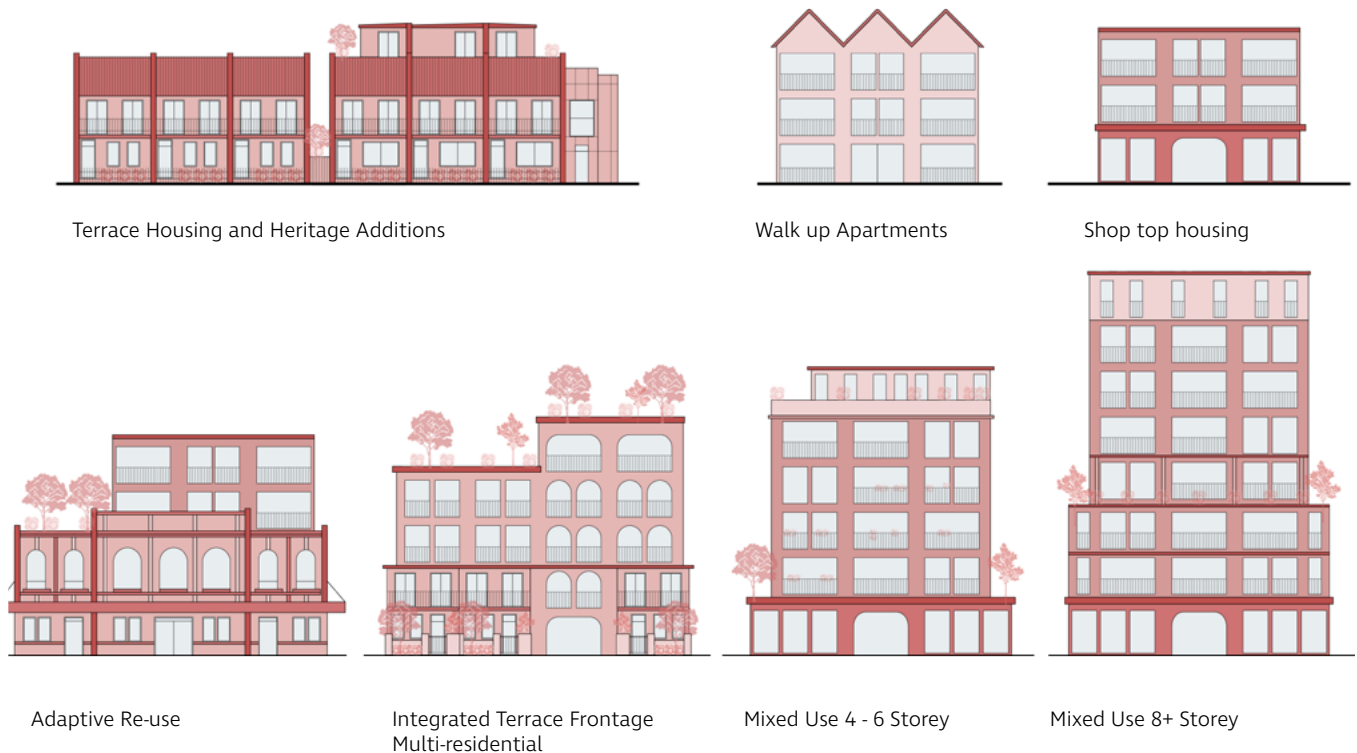 Terrace Housing and Heritage Additions
Walk up Apartments
Shop top housing
Adaptive Re-use
Integrated Terrace Frontage
Multi-residential
Mixed Use 4 - 6 Storey
Mixed Use 8+ Storey